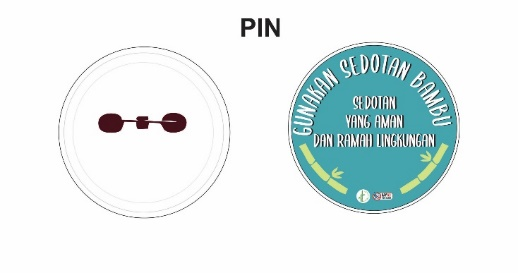 PIN
GUNAKAN SEDOTAN BAMBU
SEDOTAN
YANG AMAN
DAN RAMAH LINGKUNGAN